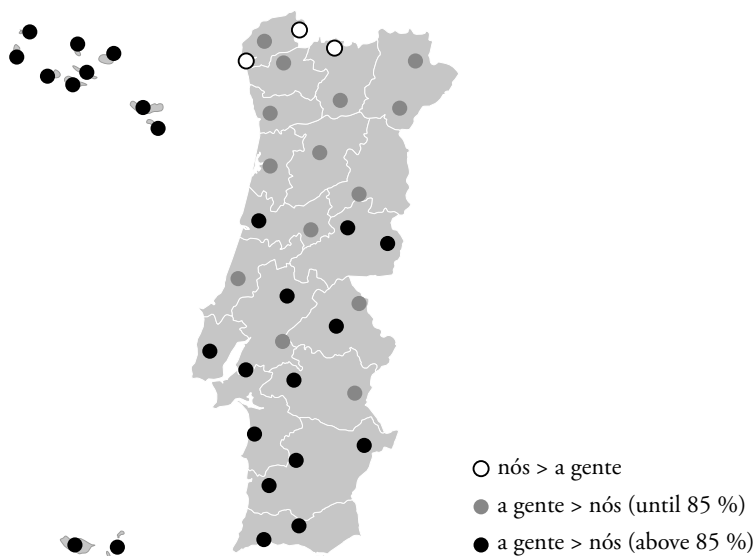 nós > a gente
a gente > nós (until 85 %)
a gente > nós (above 85 %)